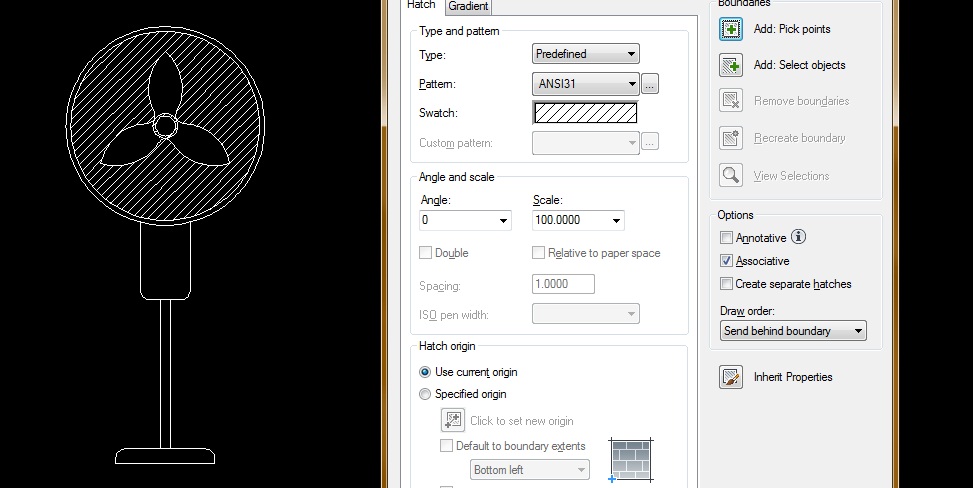 Hatch
Gradient
Type and pattern
Type:
Predefined
Pattern:
ANSI31
...
Swatch:
Custom pattern:
...
Angle and scale
Angle:
Scale:
0
100.0000
Double
Relative to paper space
Spacing:
1.0000
ISO pen width:
Hatch origin
Use current origin
Specified origin
Click to set new origin
Default to boundary extents
Bottom left
Boundaries
Add: Pick points
Add: Select objects
Remove boundaries
Recreate boundary
View Selections
Options
Annotative
Associative
Create separate hatches
Draw order:
Send behind boundary
Inherit Properties